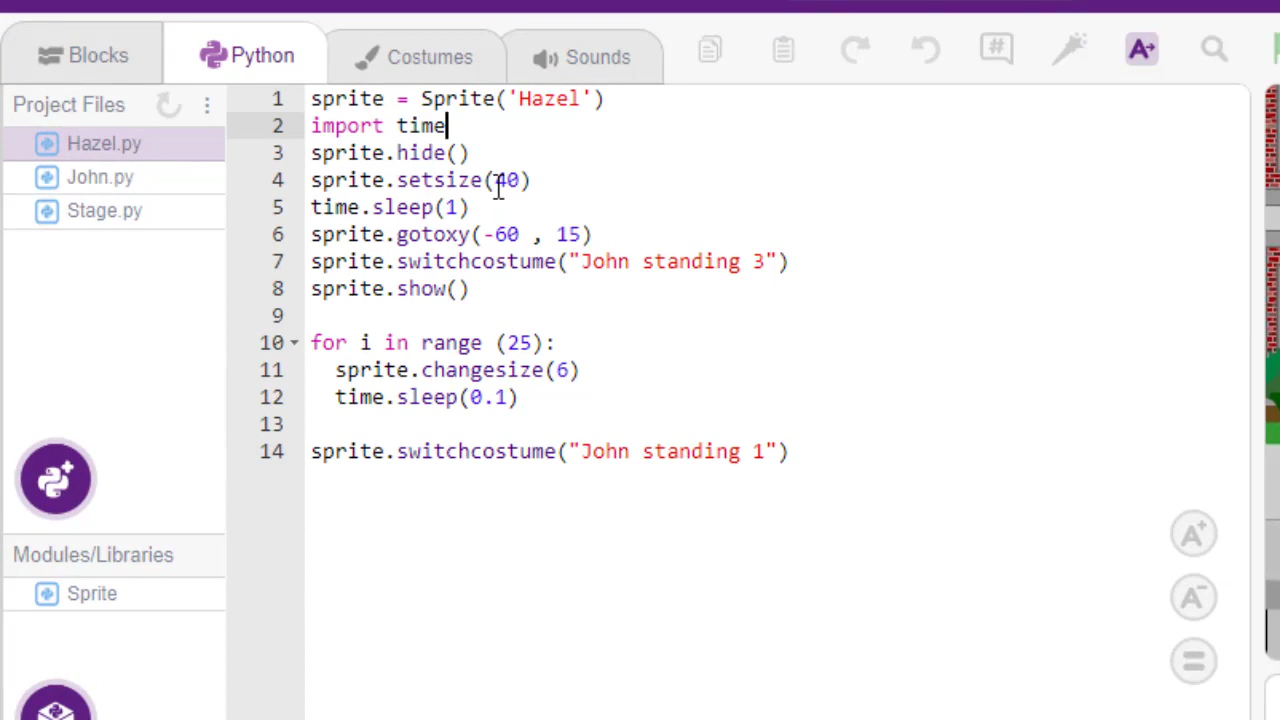 Blocks
Python
Costumes
Sounds
Project Files
Hazel.py
John.py
Stage.py
Modules/Libraries
Sprite
1 sprite = Sprite('Hazel')
2 import time
3 sprite.hide()
4 sprite.setsize(40)
5 time.sleep(1)
6 sprite.gotoxy(-60 , 15)
7 sprite.switchcostume("John standing 3")
8 sprite.show()
9
10 for i in range (25):
11   sprite.changesize(6)
12   time.sleep(0.1)
13
14 sprite.switchcostume("John standing 1")